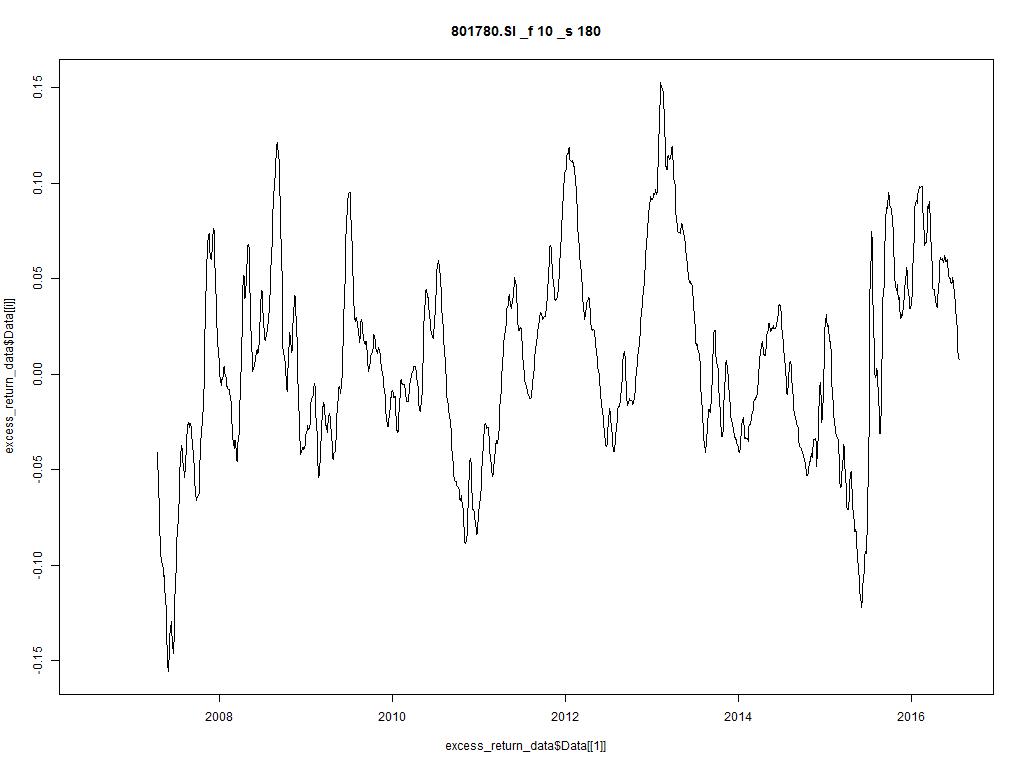 801780.SI _f 10 _s 180
excess_return_data$Data[[i]]
0.15
0.10
0.05
0.00
-0.05
-0.10
-0.15
2008 2010 2012 2014 2016
excess_return_data$Data[[1]]